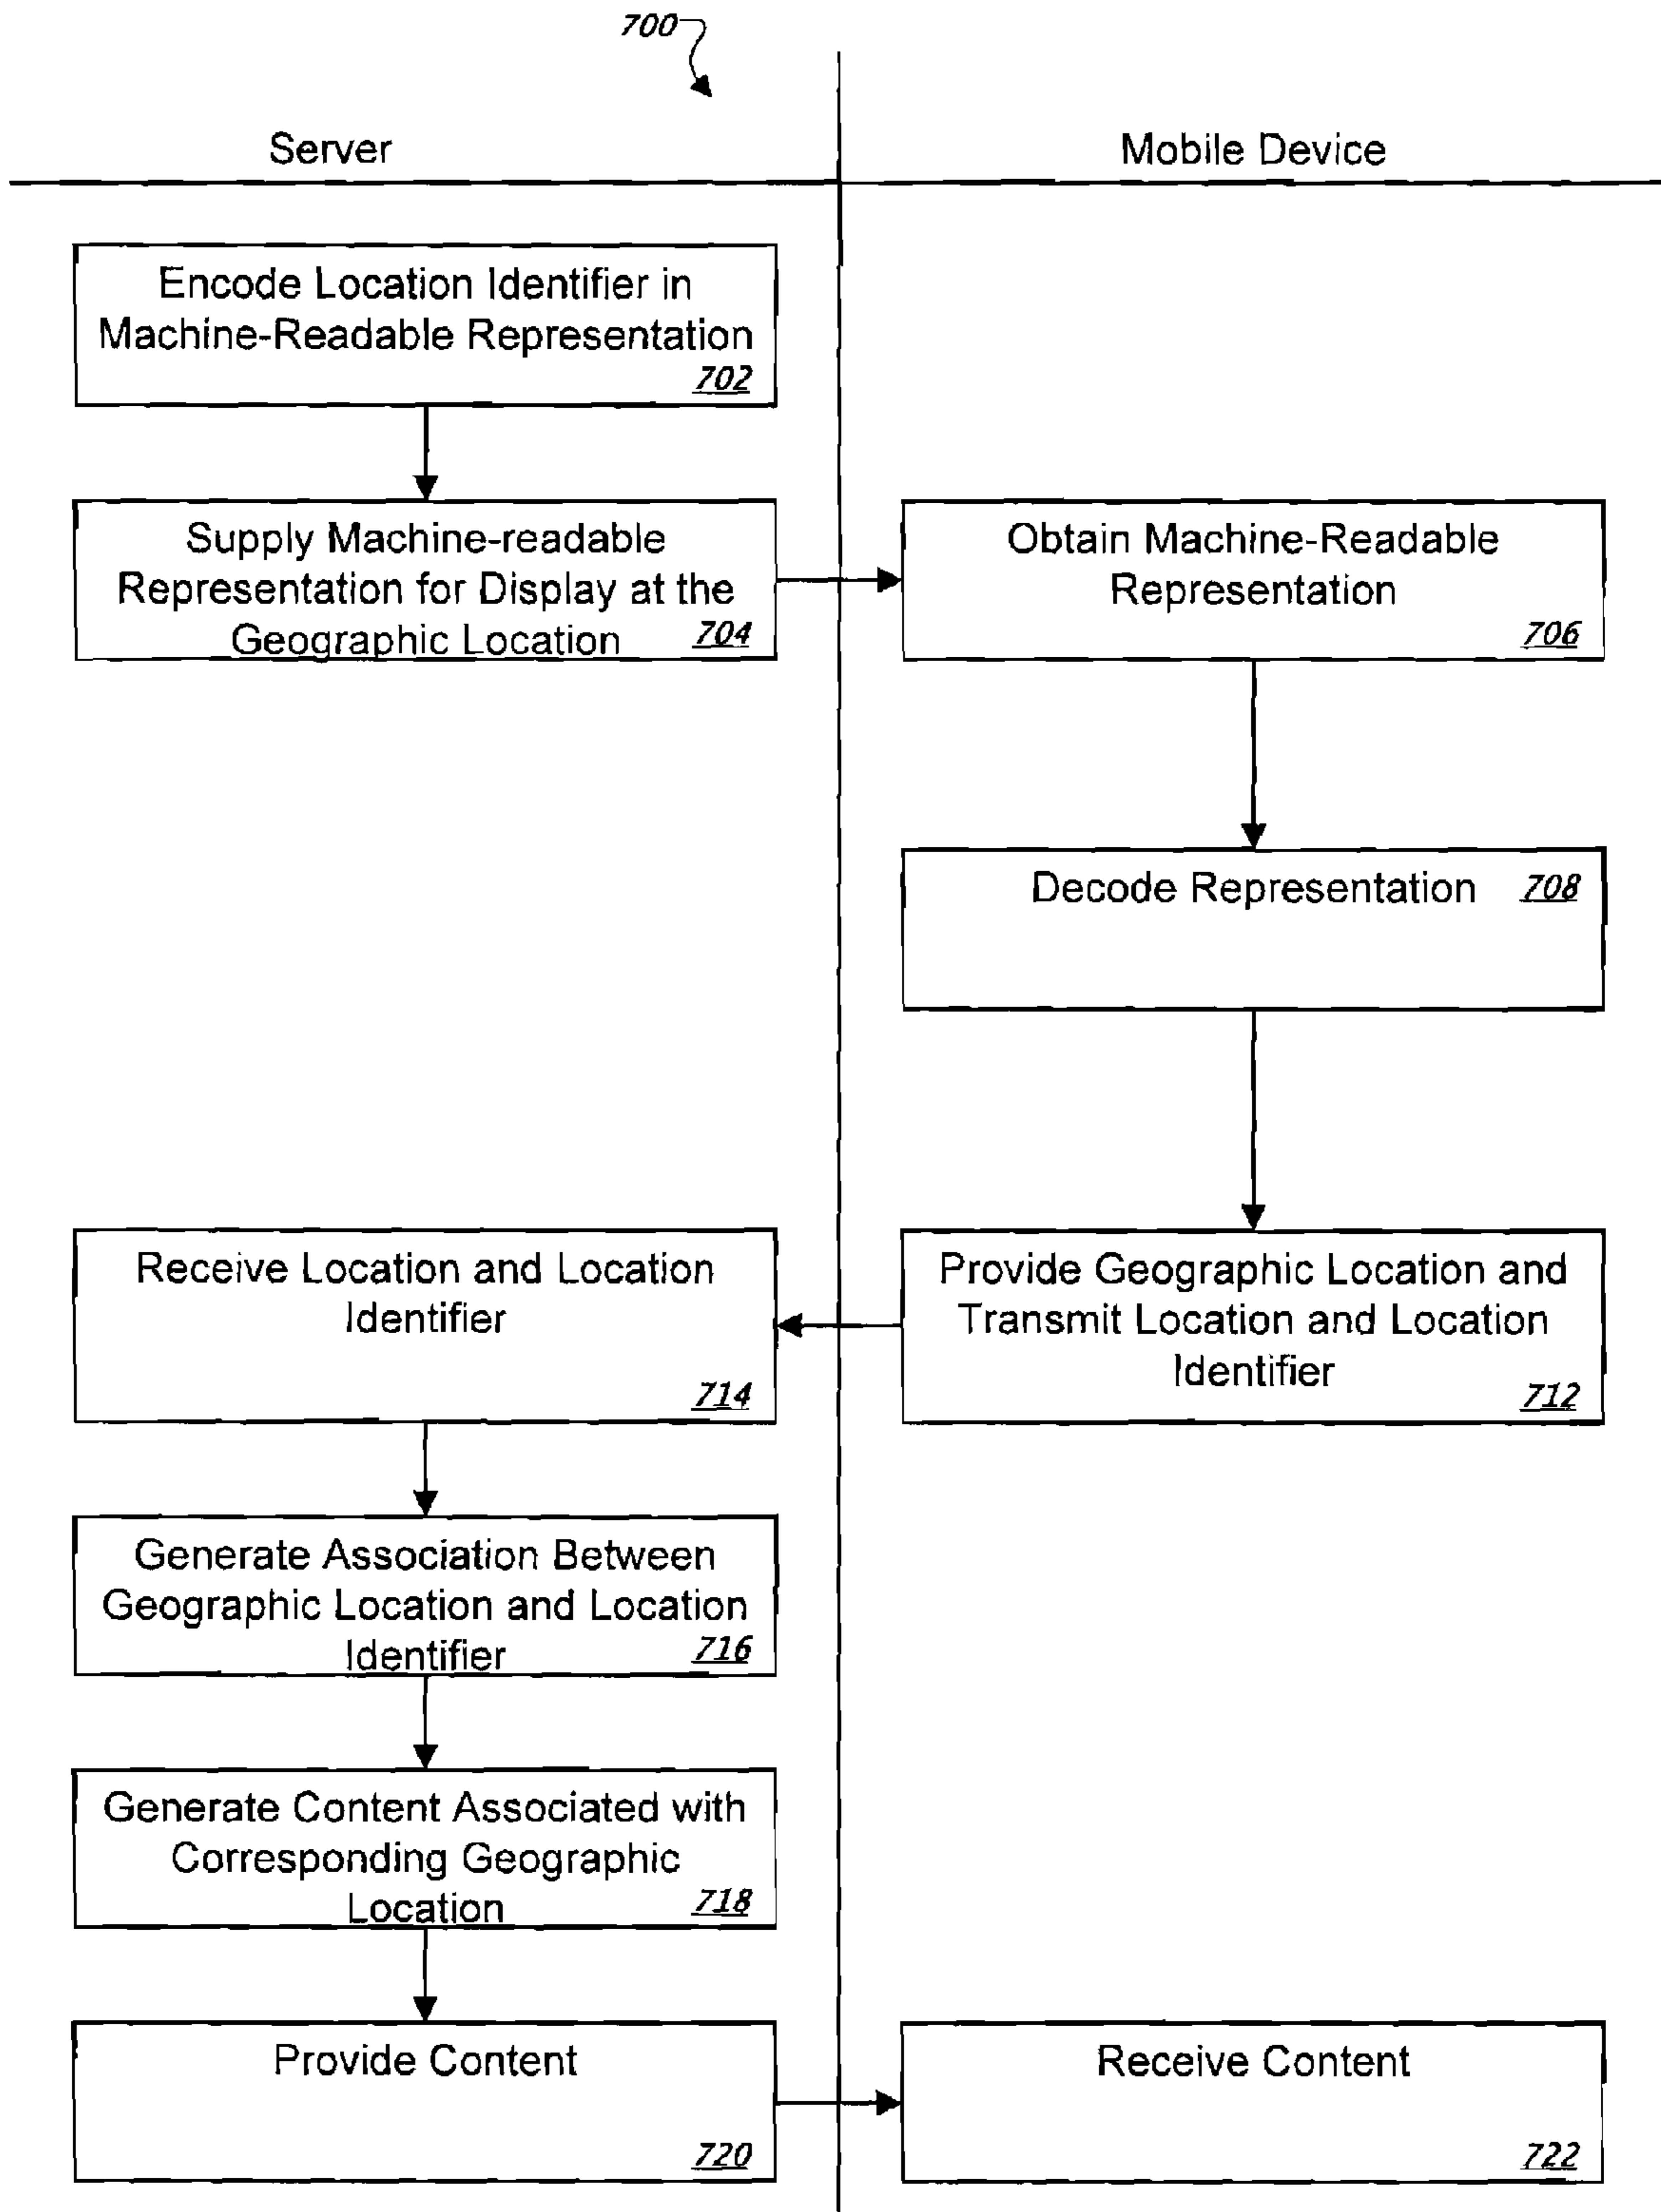 700
Server
Mobile Device
Encode Location Identifier in
Machine-Readable Representation
702
Supply Machine-readable
Representation for Display at the
Geographic Location 704
Obtain Machine-Readable
Representation
706
Decode Representation 708
Receive Location and Location
Identifier
714
Provide Geographic Location and
Transmit Location and Location
Identifier 712
Generate Association Between
Geographic Location and Location
Identifier 716
Generate Content Associated with
Corresponding Geographic
Location 718
Provide Content
720
Receive Content
722